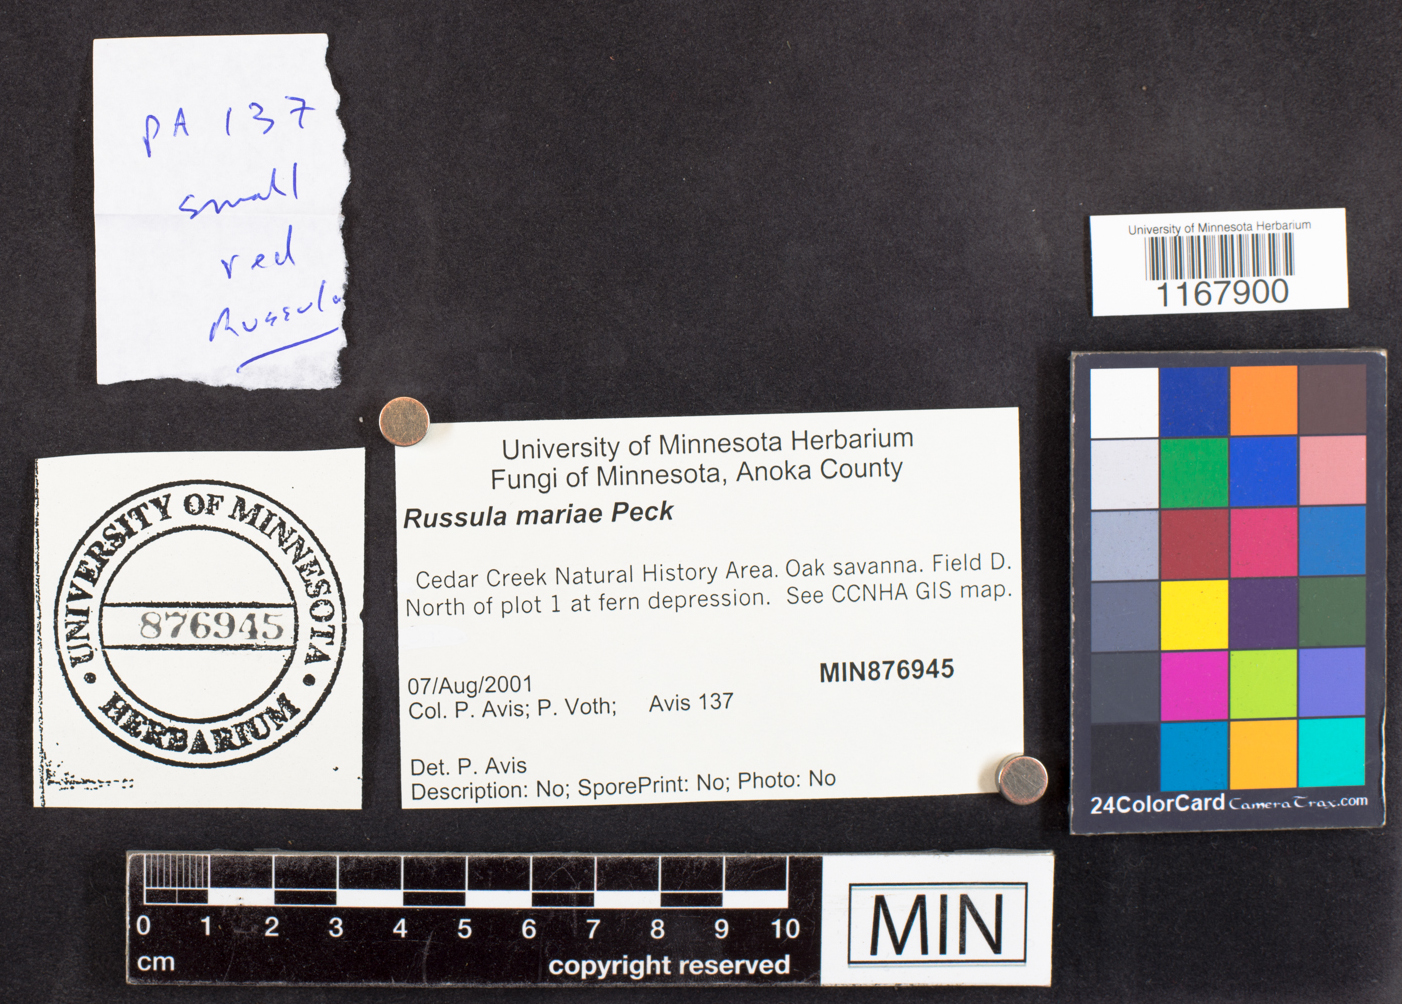 PA 137
small
red
Russula
University of Minnesota Herbarium
1167900
University of Minnesota Herbarium
Fungi of Minnesota, Anoka County
Russula mariae Peck
Cedar Creek Natural History Area. Oak savanna. Field D.
North of plot 1 at fern depression. See CCNHA GIS map.
MIN876945
07/Aug/2001
Col. P. Avis; P. Voth; Avis 137
Det. P. Avis
Description: No; SporePrint: No; Photo: No
UNIVERSITY OF MINNESOTA
876945
HERBARIUM
24ColorCard CameraTrax.com
0 1 2 3 4 5 6 7 8 9 10
cm
copyright reserved
MIN